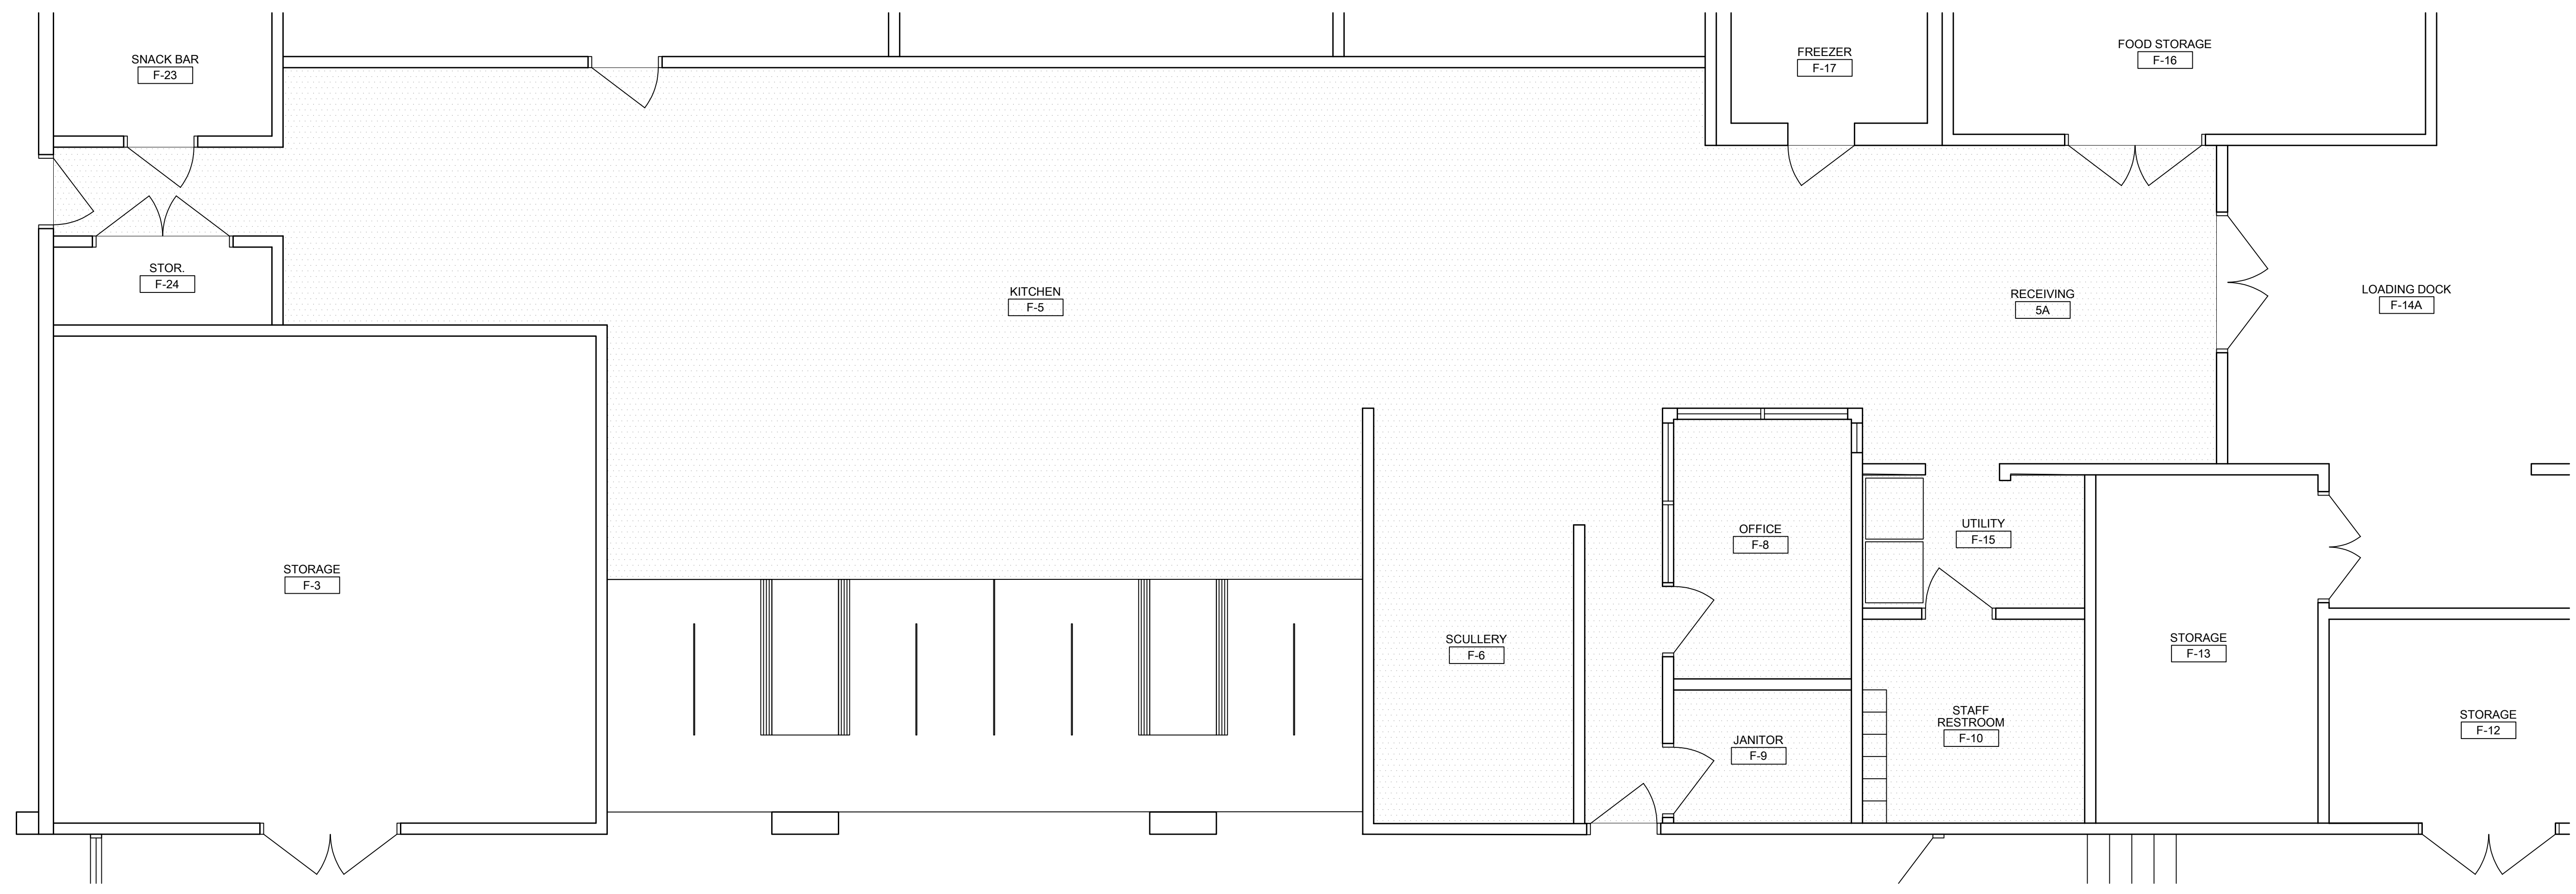 SNACK BAR
F-23
FREEZER
F-17
FOOD STORAGE
F-16
STOR.
F-24
KITCHEN
F-5
RECEIVING
5A
LOADING DOCK
F-14A
STORAGE
F-3
OFFICE
F-8
UTILITY
F-15
SCULLERY
F-6
STORAGE
F-13
STAFF
RESTROOM
F-10
JANITOR
F-9
STORAGE
F-12